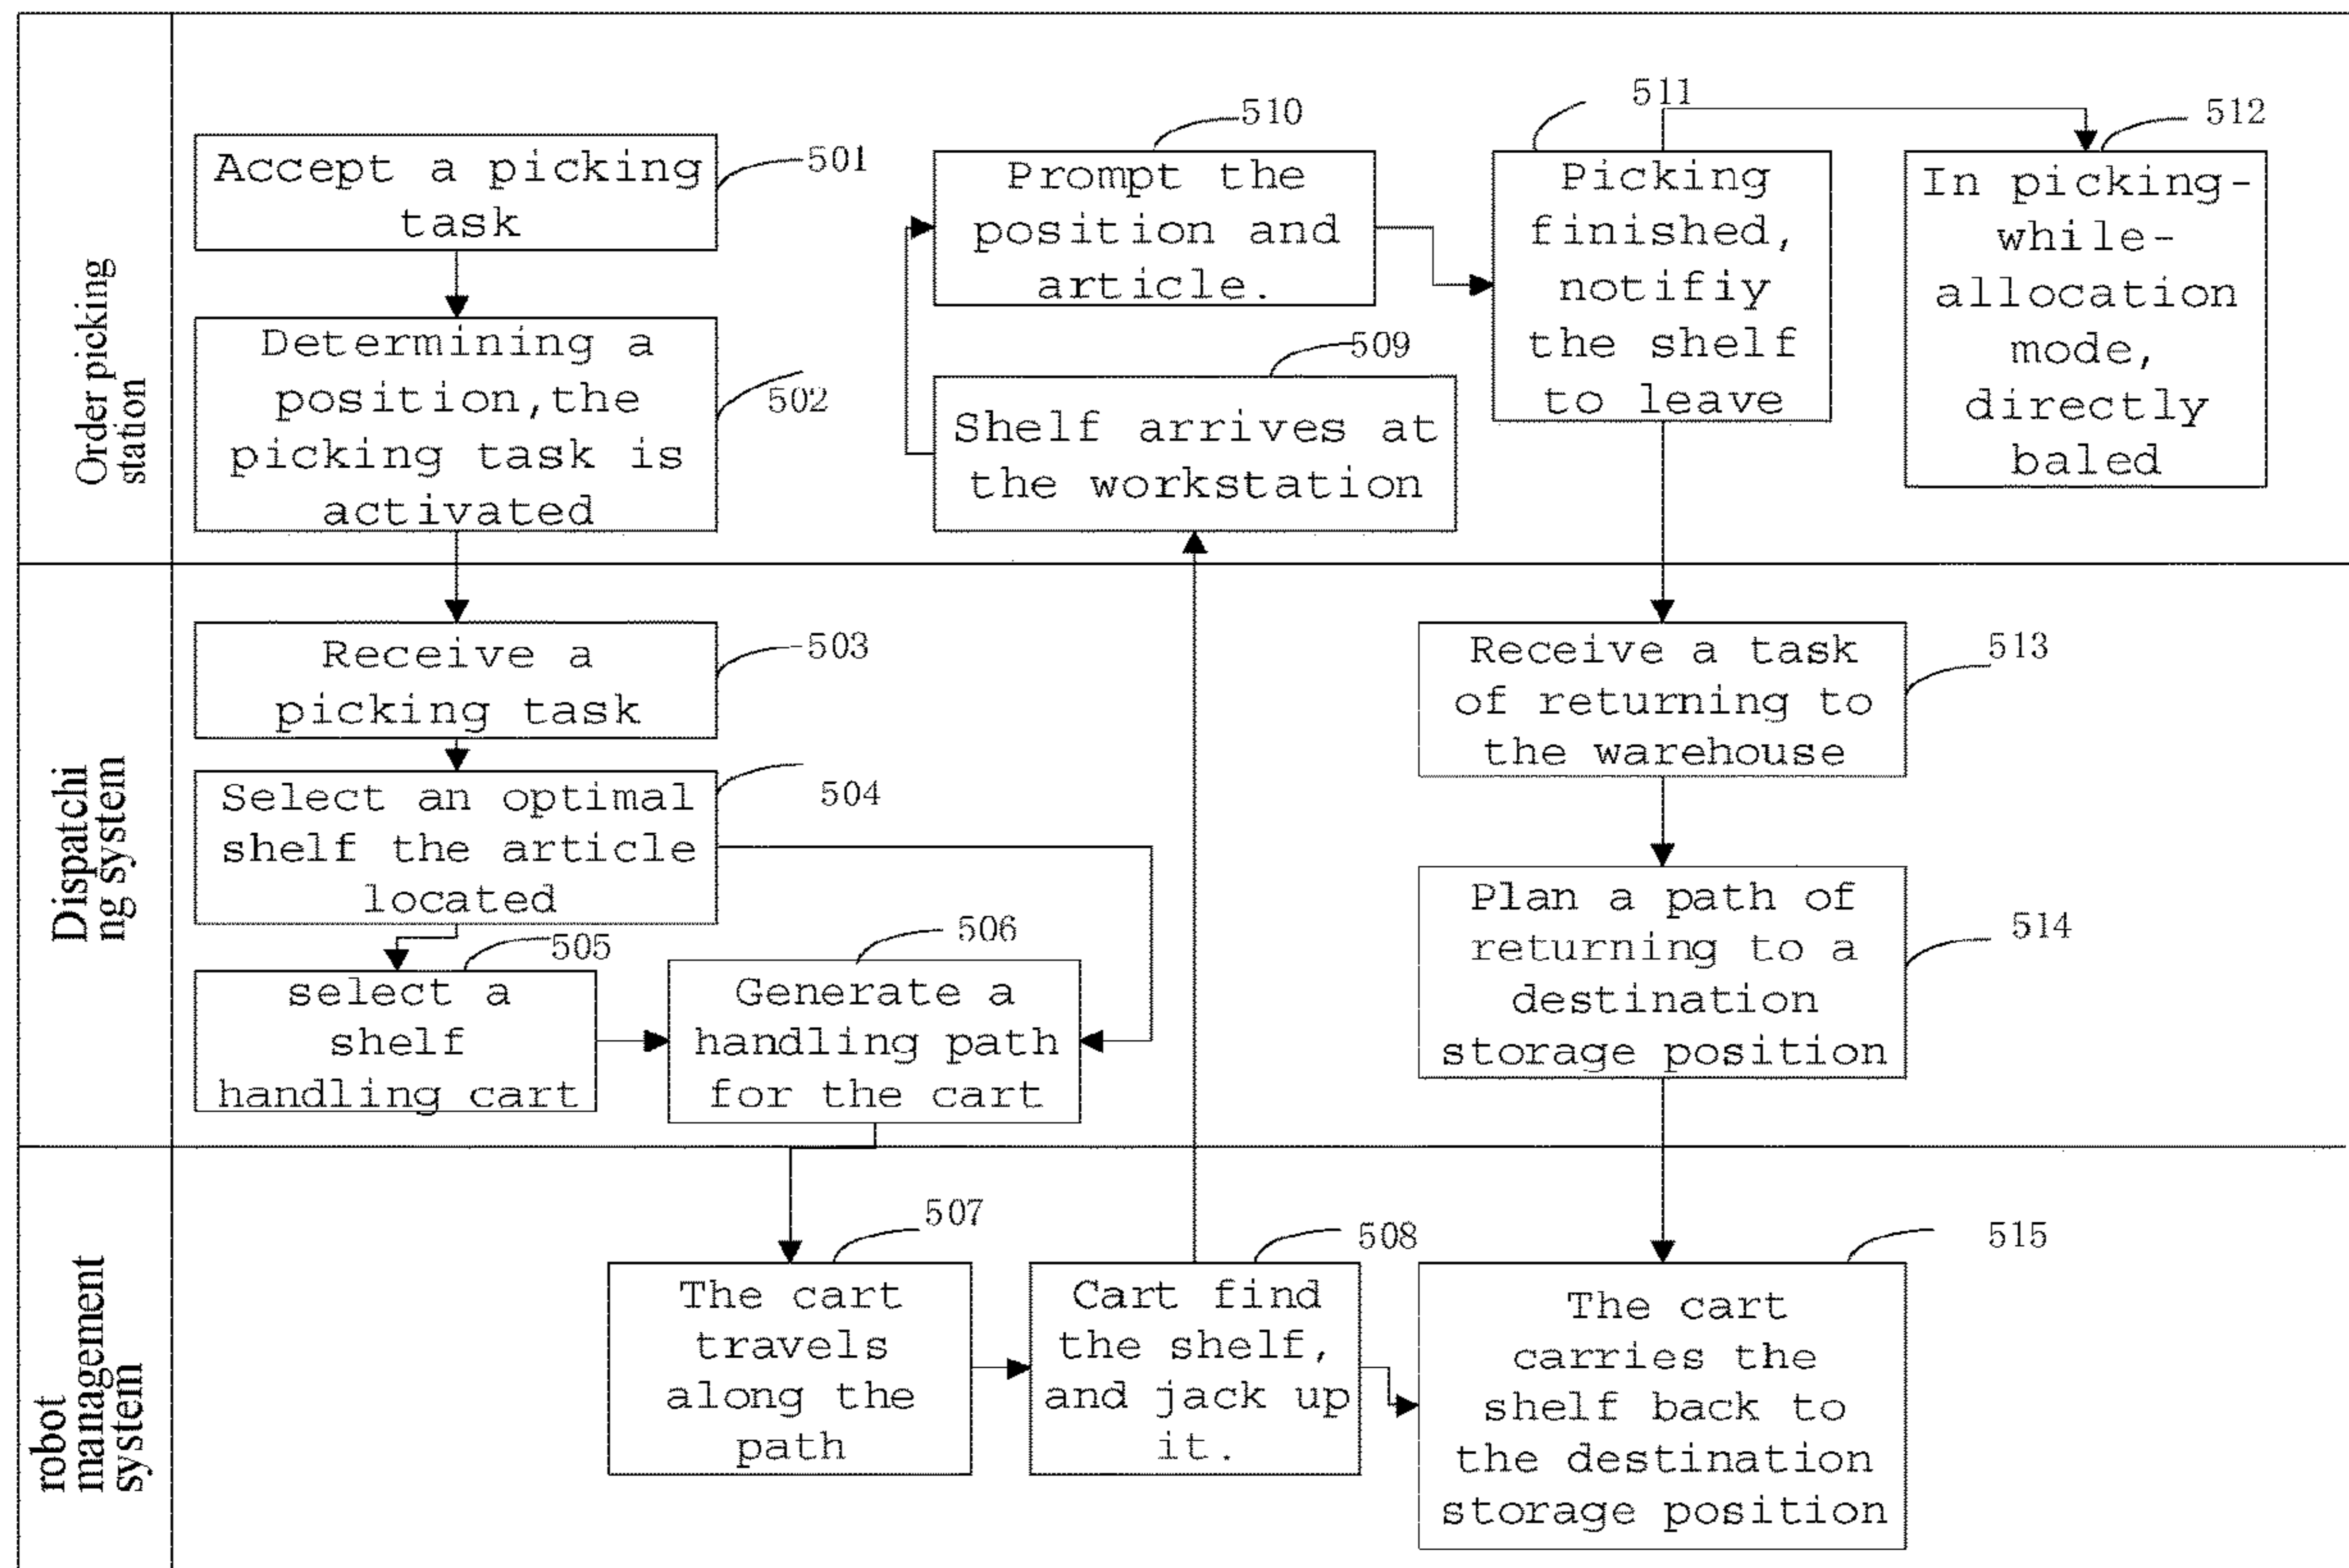 Order picking
station
Accept a picking
task
501
Determining a
position,the
picking task is
activated
502
510
Prompt the
position and
article.
509
Shelf arrives at
the workstation
511
Picking
finished,
notifiy
the shelf
to leave
512
In picking-
while-
allocation
mode,
directly
baled
Dispatchi
ng system
Receive a
picking task
503
Select an optimal
shelf the article
located
504
505
select a
shelf
handling cart
506
Generate a
handling path
for the cart
Receive a task
of returning to
the warehouse
513
Plan a path of
returning to a
destination
storage position
514
robot
management
system
507
The cart
travels
along the
path
508
Cart find
the shelf,
and jack up
it.
515
The cart
carries the
shelf back to
the destination
storage position